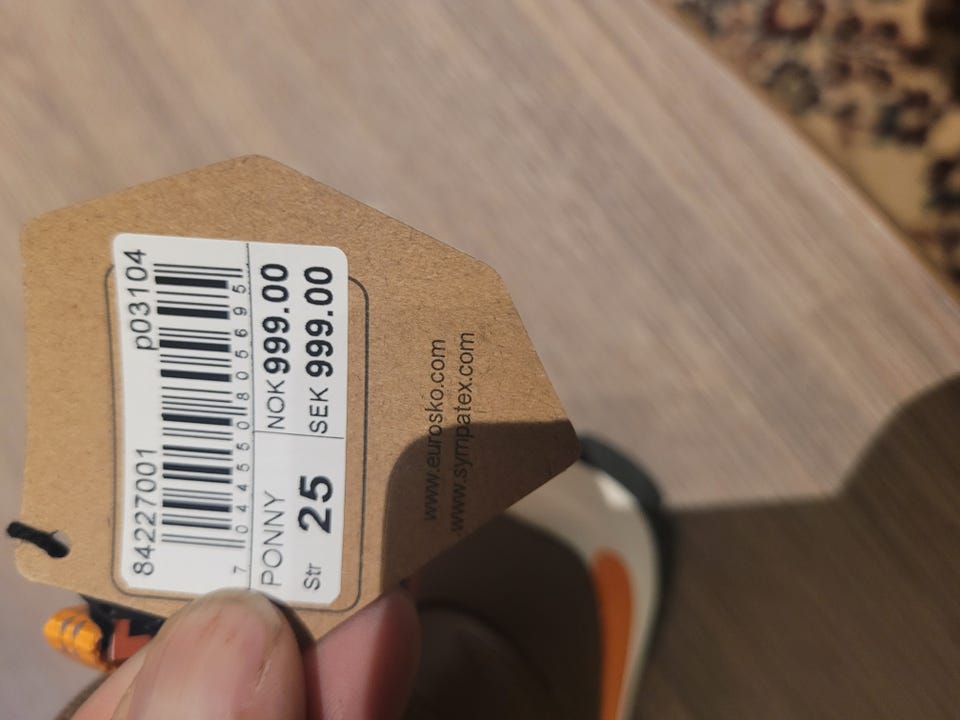 84227001 p03104
7 044550 805695
PONNY NOK 999.00
Str 25 SEK 999.00
www.eurosko.com
www.sympatex.com